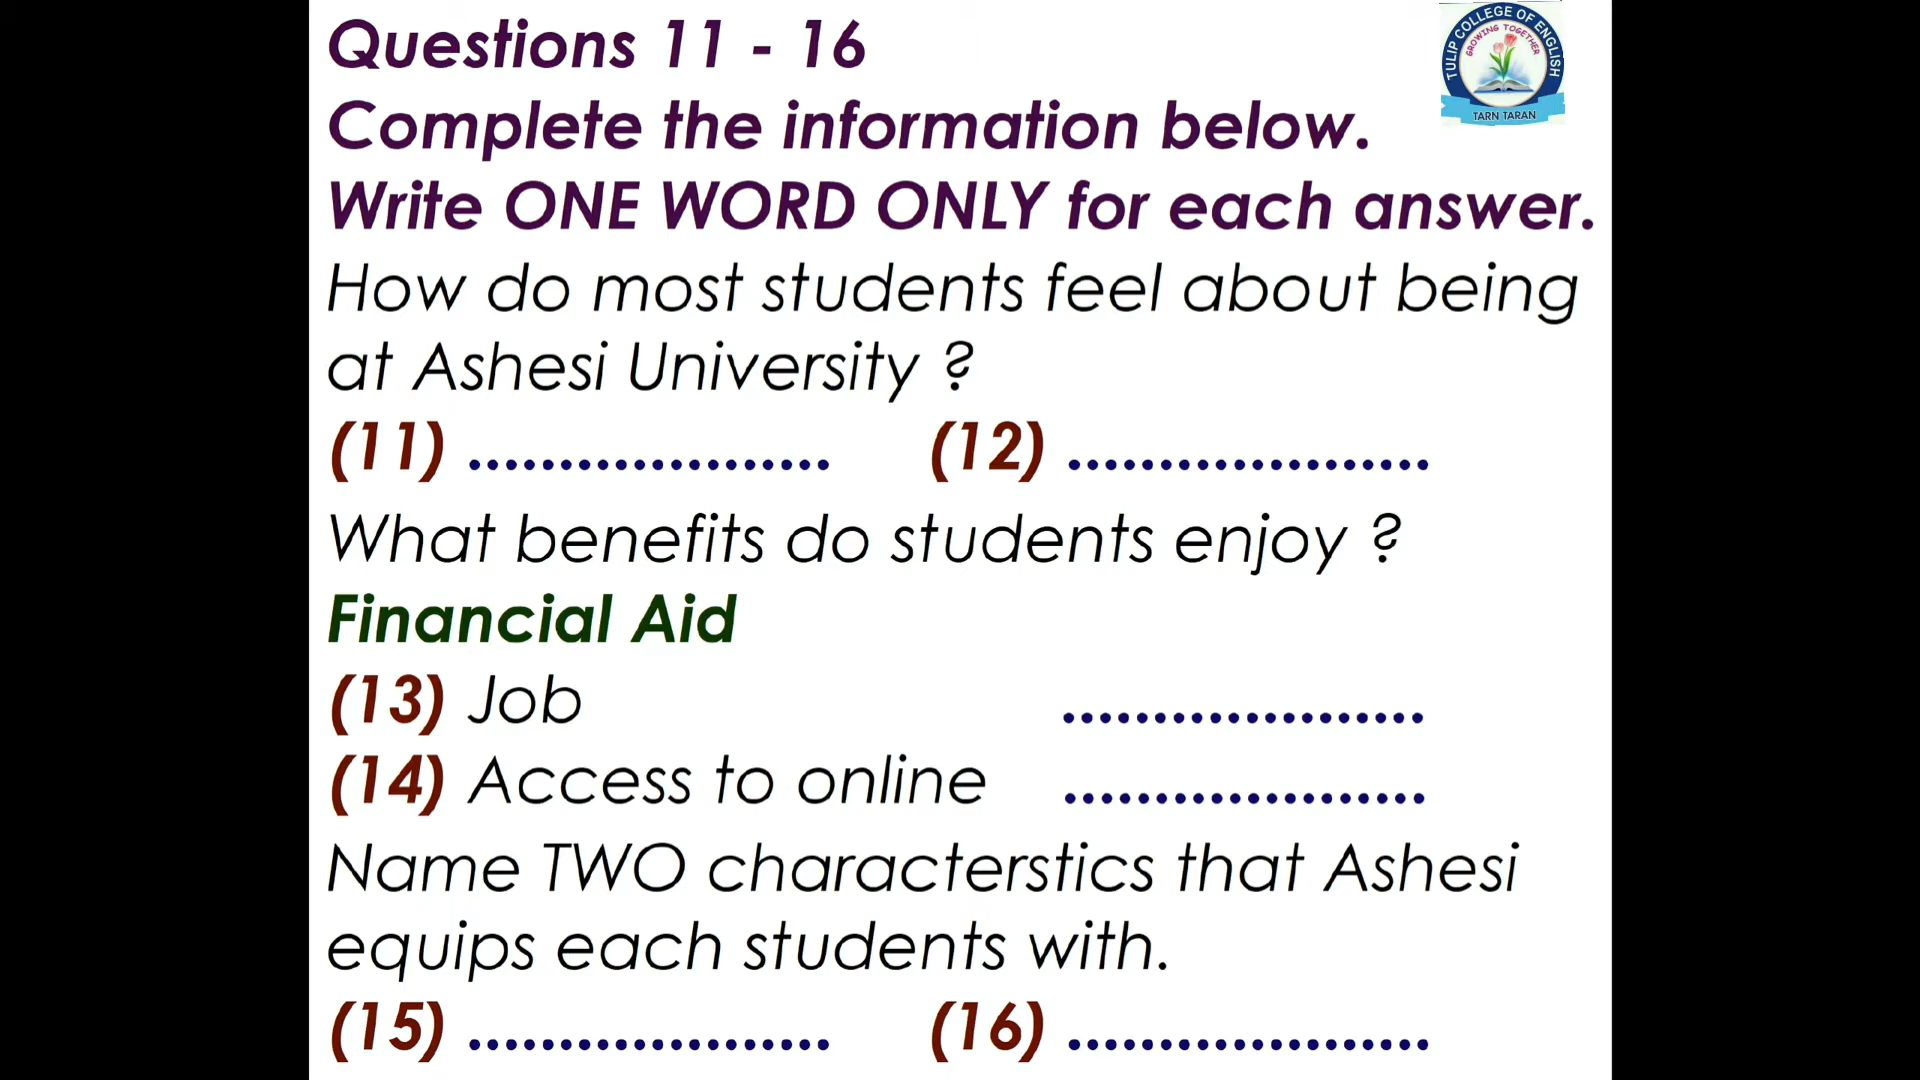 Questions 11 - 16
Complete the information below.
Write ONE WORD ONLY for each answer.
How do most students feel about being
at Ashesi University ?
(11) .................... (12) ....................
What benefits do students enjoy ?
Financial Aid
(13) Job ....................
(14) Access to online ....................
Name TWO characterstics that Ashesi
equips each students with.
(15) .................... (16) ....................
TULIP COLLEGE OF ENGLISH
GROWING TOGETHER
TARN TARAN